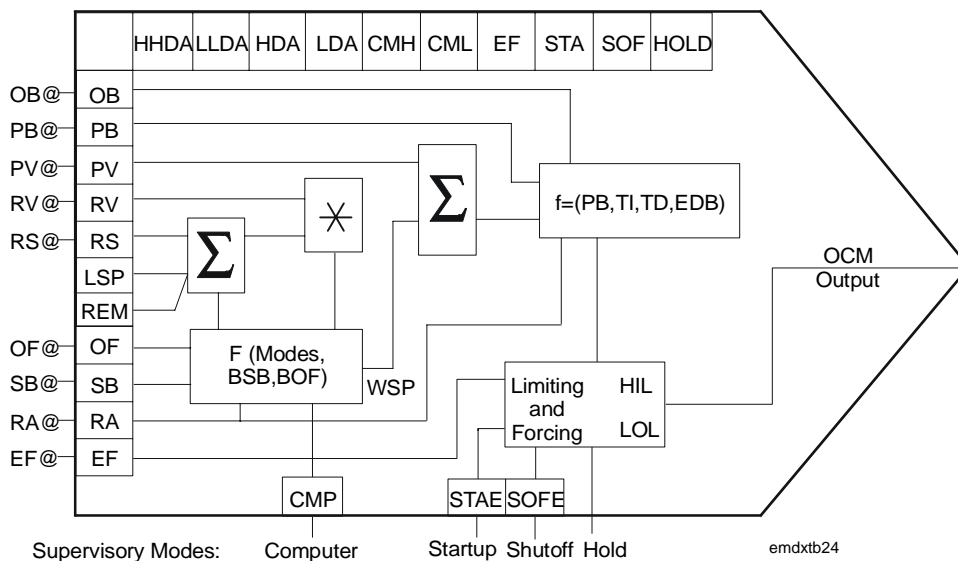 HHDA LLDA HDA LDA CMH CML EF STA SOF HOLD
OB@ OB
PB@ PB
PV@ PV
RV@ RV
RS@ RS
LSP
REM
OF@ OF
SB@ SB
RA@ RA
EF@ EF
Σ
*
Σ
f=(PB,TI,TD,EDB)
F (Modes,
BSB,BOF)
WSP
Limiting
and
Forcing
HIL
LOL
OCM
Output
CMP
STAE SOFE
Supervisory Modes: Computer Startup Shutoff Hold
emdxtb24